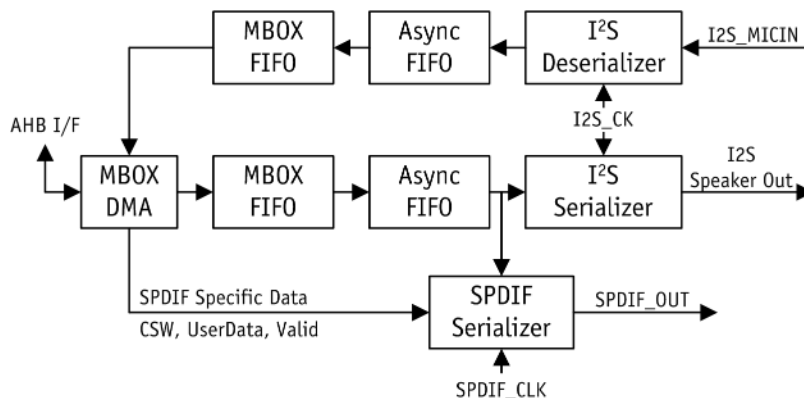 MBOX
FIFO
Async
FIFO
I²S
Deserializer
I2S_MICIN
AHB I/F
I2S_CK
I2S
Speaker Out
MBOX
DMA
MBOX
FIFO
Async
FIFO
I²S
Serializer
SPDIF Specific Data
CSW, UserData, Valid
SPDIF
Serializer
SPDIF_OUT
SPDIF_CLK